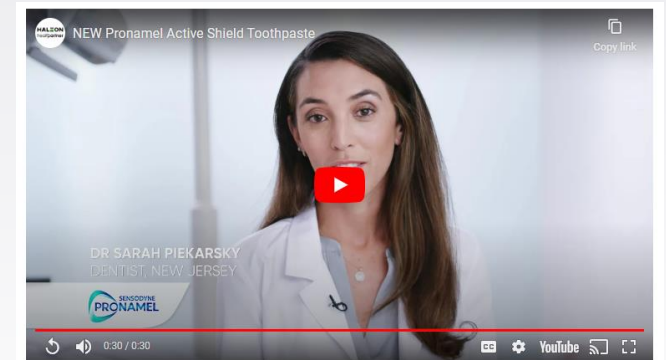 HALEON
healthpartner
NEW Pronamel Active Shield Toothpaste
Copy link
DR SARAH PIEKARSKY
DENTIST, NEW JERSEY
SENSODYNE
PRONAMEL
0:30 / 0:30
CC
YouTube